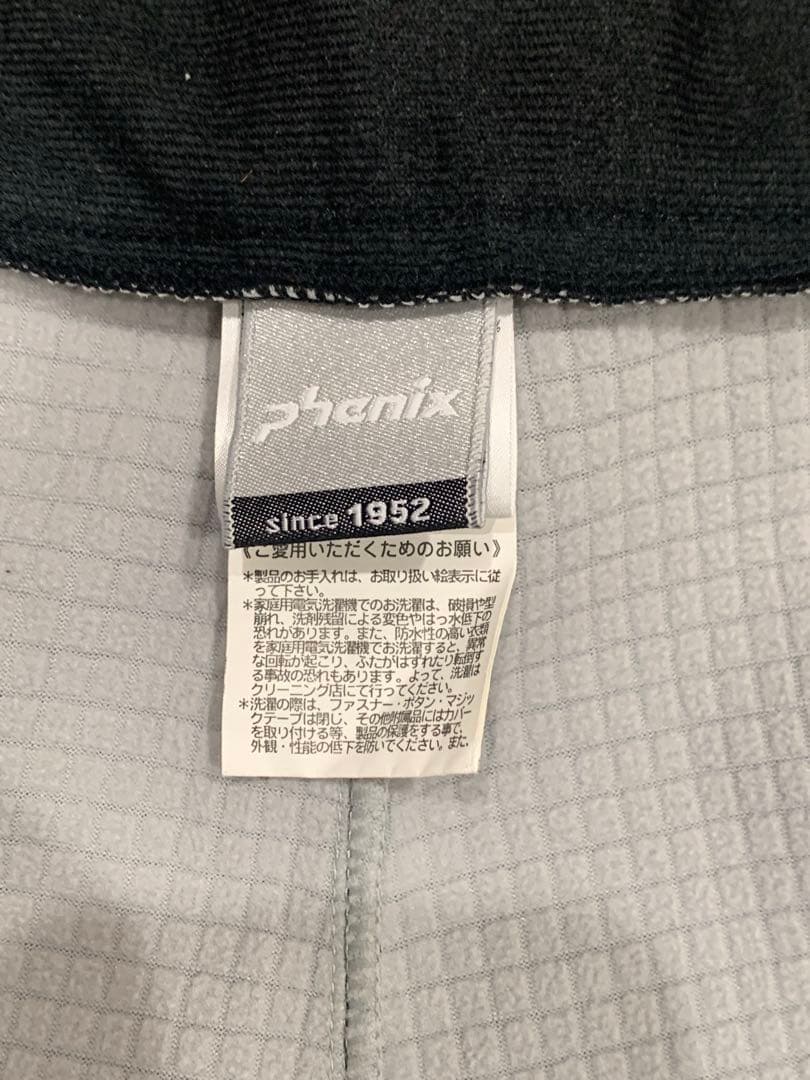 phenix
since 1952
%
《ご愛用いただくためのお願い》
*製品のお手入れは、お取り扱い絵表示に従
って下さい。
*家庭用電気洗濯機でのお洗濯は、破損や型
崩れ、洗剤残留による変色やはっ水低下の
恐れがあります。また、防水性の高い衣類
を家庭用電気洗濯機でお洗濯すると、異常
な回転が起こり、ふたがはずれたり転倒す
る事故の恐れもあります。よって、洗濯は
クリーニング店にて行ってください。
*洗濯の際は、ファスナー・ボタン・マジッ
クテープは閉じ、その他附属品にはカバー
を取り付ける等、製品の保護をする事で、
外観・性能の低下を防いでください。また、